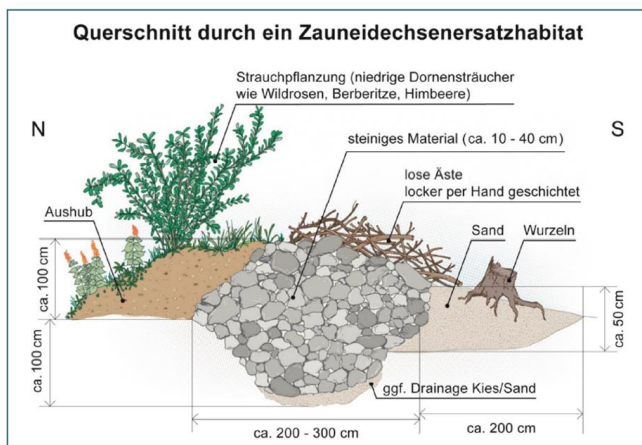 Querschnitt durch ein Zauneidechsenersatzhabitat
Strauchpflanzung (niedrige Dornensträucher
wie Wildrosen, Berberitze, Himbeere)
N
S
steiniges Material (ca. 10 - 40 cm)
lose Äste
locker per Hand geschichtet
Aushub
Sand
Wurzeln
ca. 100 cm
ca. 100 cm
ca. 50 cm
ggf. Drainage Kies/Sand
ca. 200 - 300 cm
ca. 200 cm